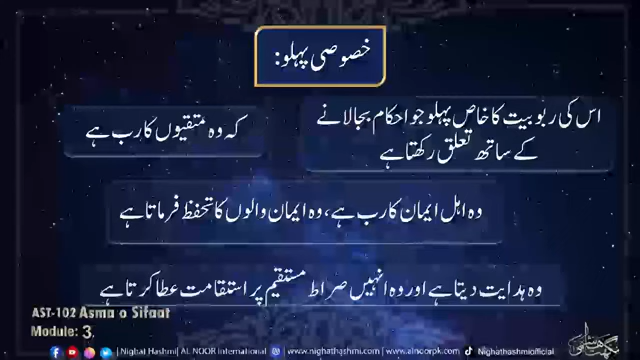 خصوصی پہلو:
اس کی ربوبیت کا خاص پہلو جو احکام بجالانے
کے ساتھ تعلق رکھتا ہے
کہ وہ متقیوں کا رب ہے
وہ اھل ایمان کا رب ہے، وہ ایمان والوں کا تحفظ فرماتا ہے
وہ ہدایت دیتا ہے اور وہ انہیں صراط مستقیم پر استقامت عطا کرتا ہے
AST-102 Asma o Sifaat
Module: 3
| Nighat Hashmi| AL NOOR International
www.nighathashmi.com | www.alnoorpk.com
Nighathashmiofficial